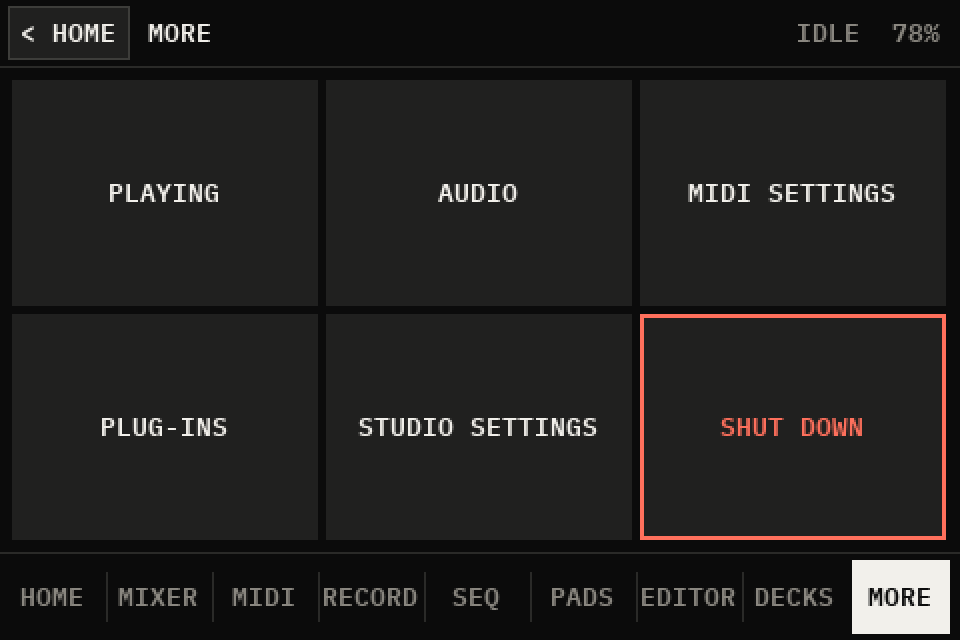 < HOME MORE IDLE 78%
PLAYING AUDIO MIDI SETTINGS
PLUG-INS STUDIO SETTINGS SHUT DOWN
HOME MIXER MIDI RECORD SEQ PADS EDITOR DECKS MORE